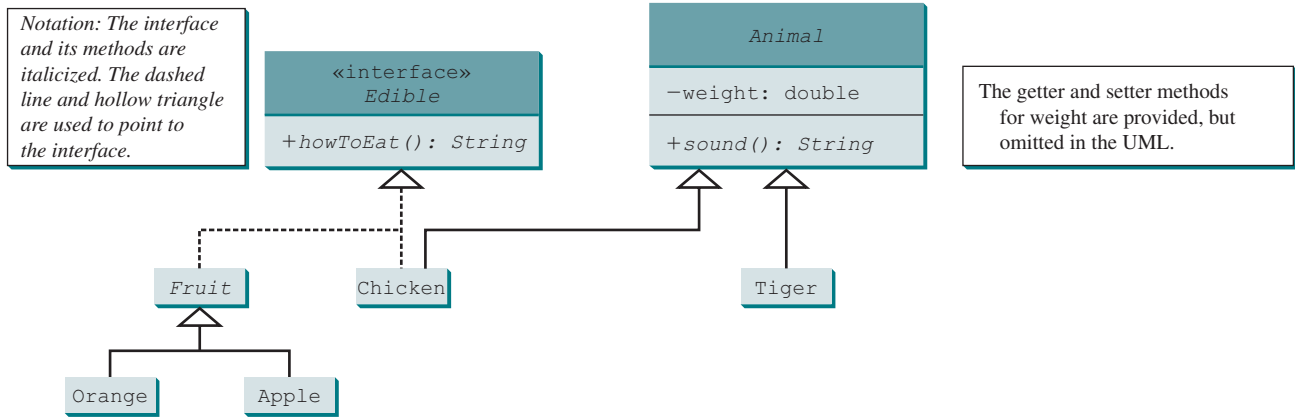 Notation: The interface
and its methods are
italicized. The dashed
line and hollow triangle
are used to point to
the interface.
«interface»
Edible
+howToEat(): String
Animal
−weight: double
+sound(): String
The getter and setter methods
for weight are provided, but
omitted in the UML.
Fruit
Chicken
Tiger
Orange
Apple